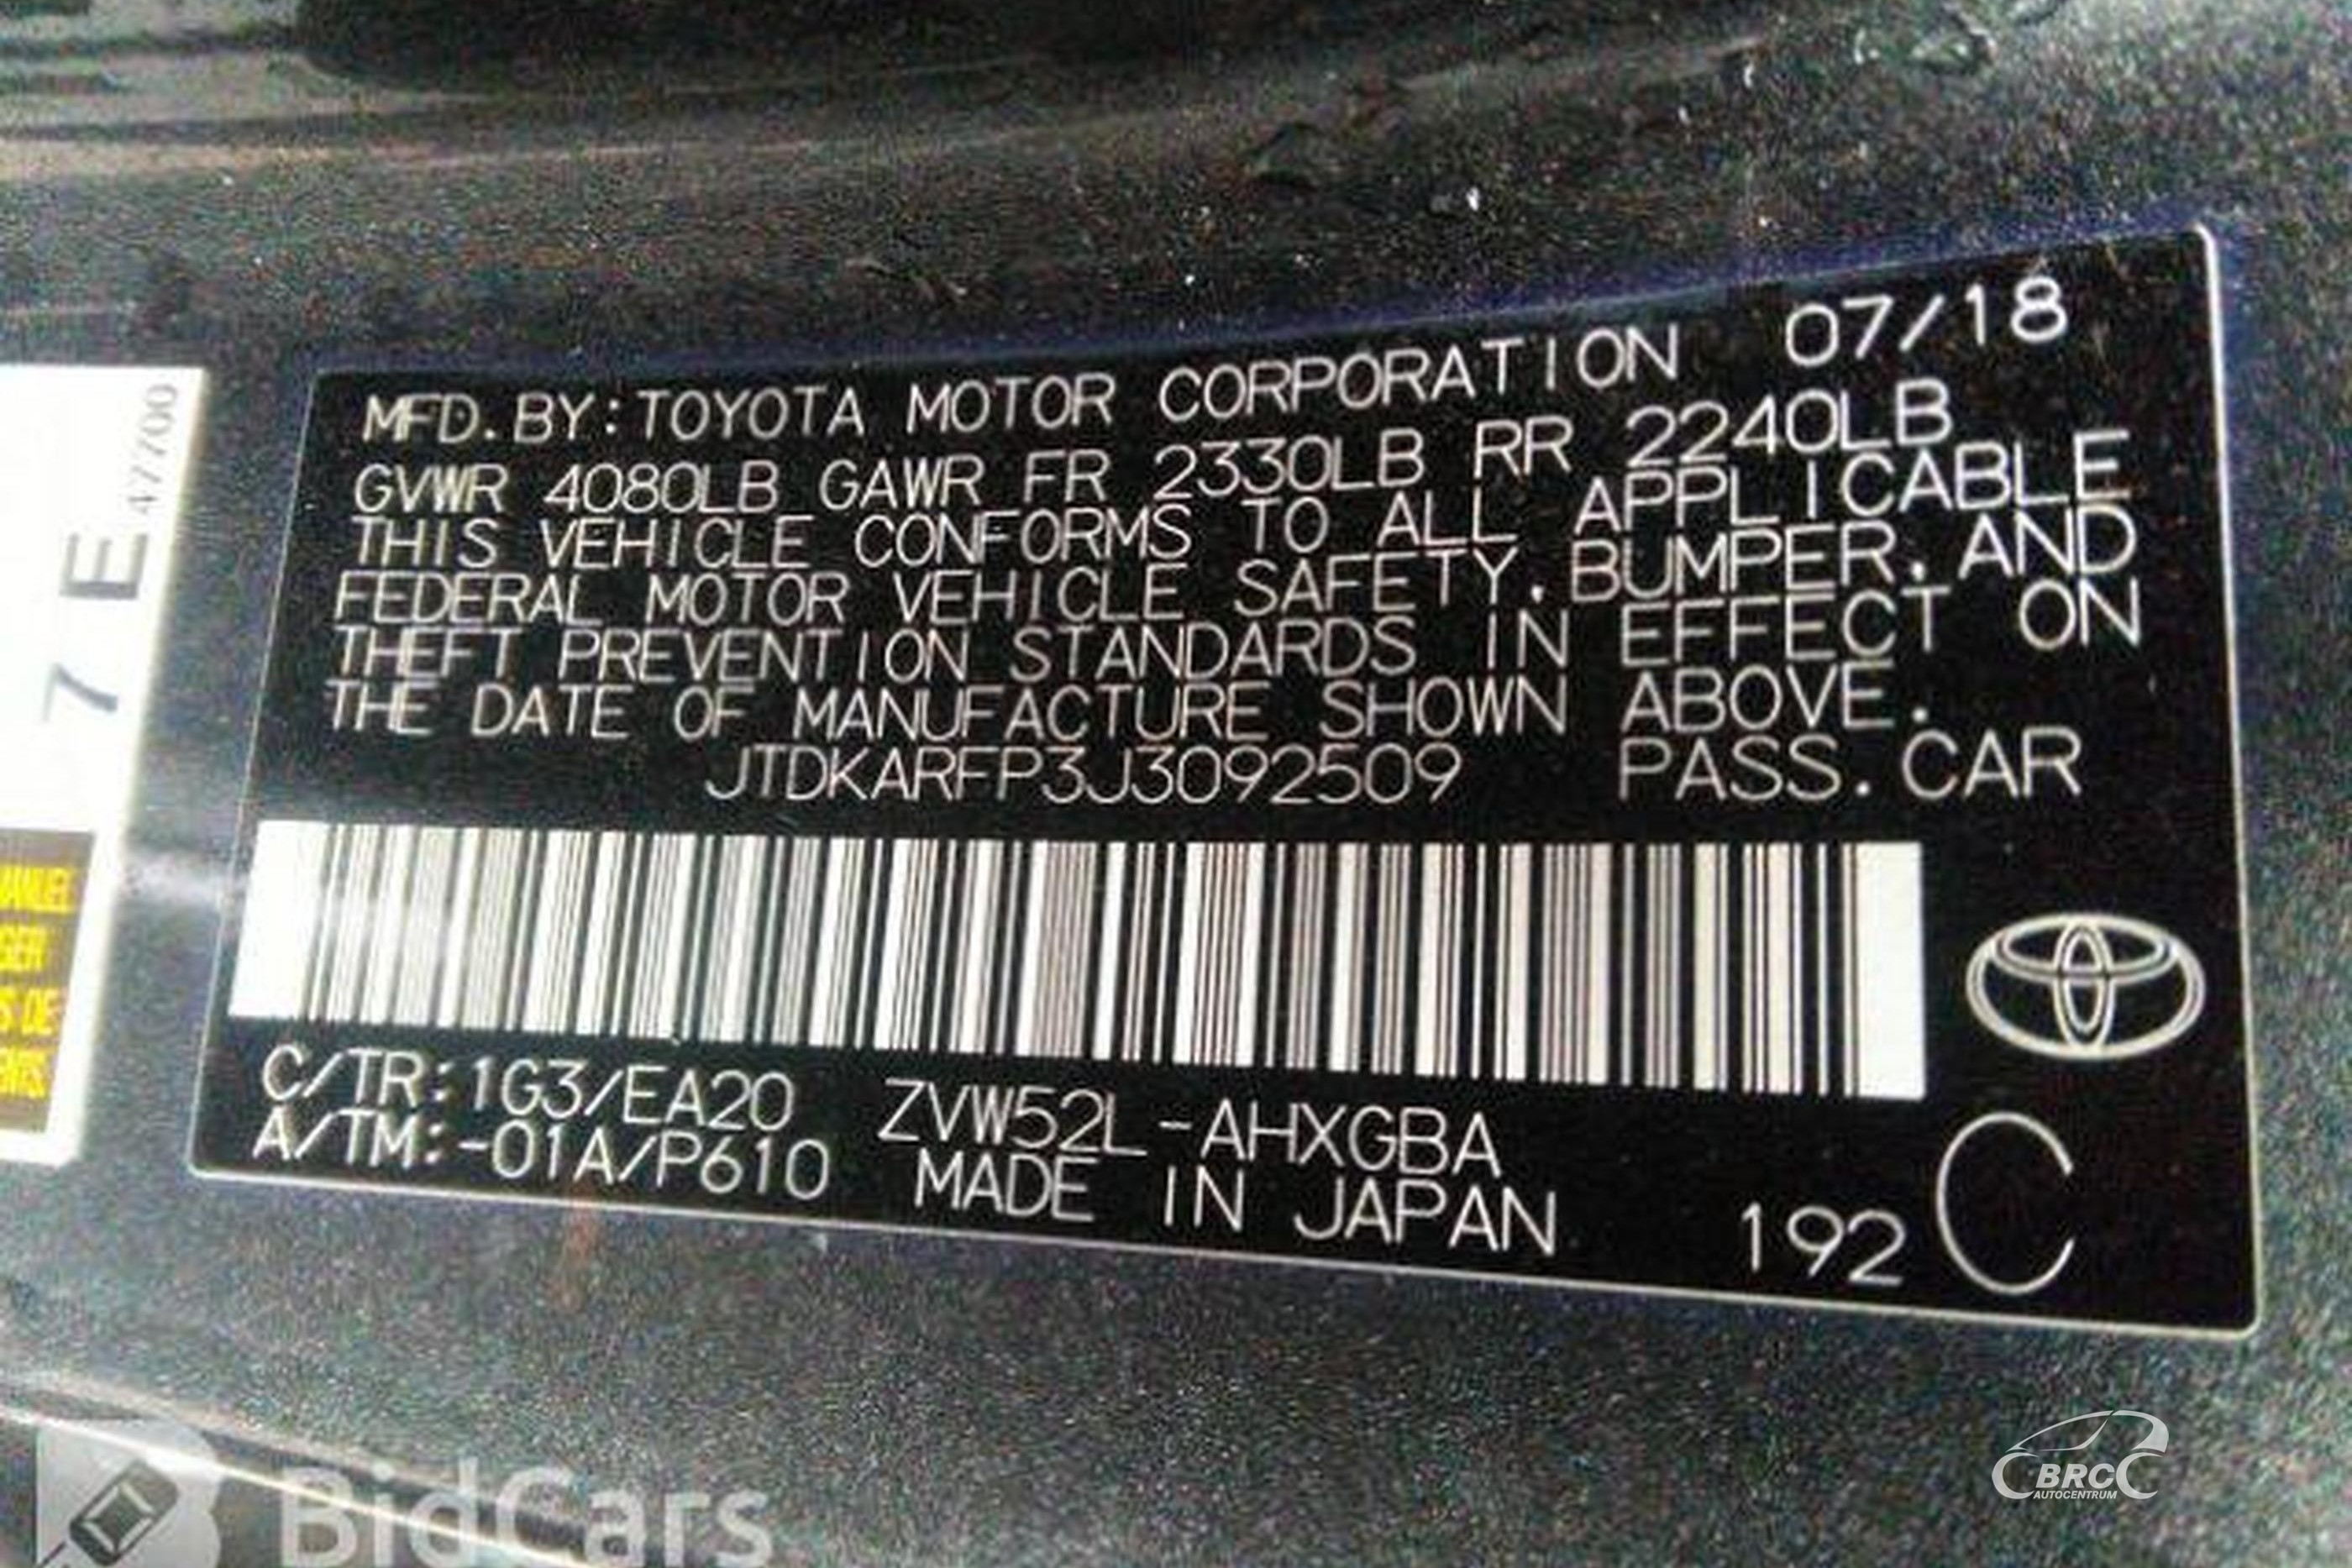 MFD.BY:TOYOTA MOTOR CORPORATION 07/18
GVWR 4080LB GAWR FR 2330LB RR 2240LB
THIS VEHICLE CONFORMS TO ALL APPLICABLE
FEDERAL MOTOR VEHICLE SAFETY,BUMPER,AND
THEFT PREVENTION STANDARDS IN EFFECT ON
THE DATE OF MANUFACTURE SHOWN ABOVE.
JTDKARFP3J3092509 PASS.CAR
C/TR:1G3/EA20 ZVW52L-AHXGBA
A/TM:-01A/P610 MADE IN JAPAN
192 C
7 E 47700
BidCars
BRC
AUTOCENTRUM